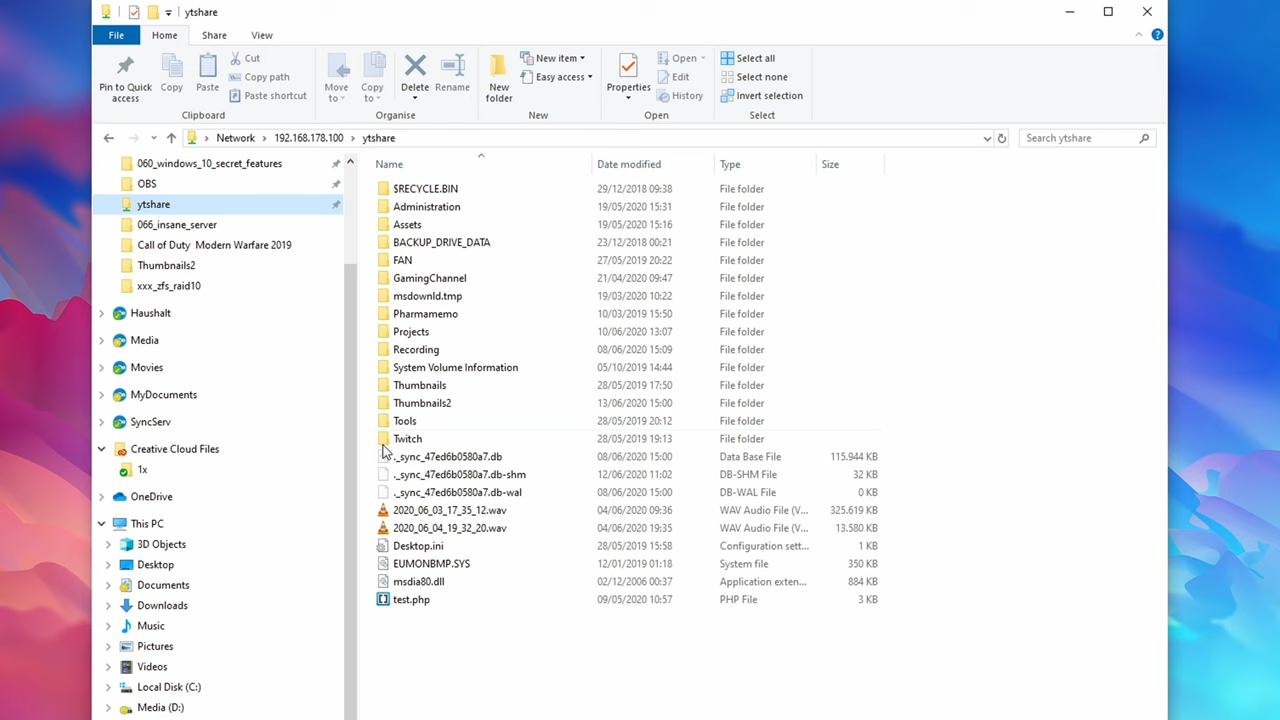 ytshare
File Home Share View
Pin to Quick access
Copy
Paste
Cut
Copy path
Paste shortcut
Clipboard
Move to
Copy to
Delete
Rename
Organise
New folder
New item
Easy access
New
Properties
Open
Edit
History
Open
Select all
Select none
Invert selection
Select
Network > 192.168.178.100 > ytshare
Search ytshare
060_windows_10_secret_features
OBS
ytshare
066_insane_server
Call of Duty Modern Warfare 2019
Thumbnails2
xxx_zfs_raid10
Haushalt
Media
Movies
MyDocuments
SyncServ
Creative Cloud Files
1x
OneDrive
This PC
3D Objects
Desktop
Documents
Downloads
Music
Pictures
Videos
Local Disk (C:)
Media (D:)
Name Date modified Type Size
$RECYCLE.BIN 29/12/2018 09:38 File folder
Administration 19/05/2020 15:31 File folder
Assets 19/05/2020 15:16 File folder
BACKUP_DRIVE_DATA 23/12/2018 00:21 File folder
FAN 27/05/2019 20:22 File folder
GamingChannel 21/04/2020 09:47 File folder
msdownld.tmp 19/03/2020 10:22 File folder
Pharmamemo 10/03/2019 15:50 File folder
Projects 10/06/2020 13:07 File folder
Recording 08/06/2020 15:09 File folder
System Volume Information 05/10/2019 14:44 File folder
Thumbnails 28/05/2019 17:50 File folder
Thumbnails2 13/06/2020 15:00 File folder
Tools 28/05/2019 20:12 File folder
Twitch 28/05/2019 19:13 File folder
._sync_47ed6b0580a7.db 08/06/2020 15:00 Data Base File 115.944 KB
._sync_47ed6b0580a7.db-shm 12/06/2020 11:02 DB-SHM File 32 KB
._sync_47ed6b0580a7.db-wal 08/06/2020 15:00 DB-WAL File 0 KB
2020_06_03_17_35_12.wav 04/06/2020 09:36 WAV Audio File (V... 325.619 KB
2020_06_04_19_32_20.wav 04/06/2020 19:35 WAV Audio File (V... 13.580 KB
Desktop.ini 28/05/2019 15:58 Configuration sett... 1 KB
EUMONBMP.SYS 12/01/2019 01:18 System file 350 KB
msdia80.dll 02/12/2006 00:37 Application exten... 884 KB
test.php 09/05/2020 10:57 PHP File 3 KB